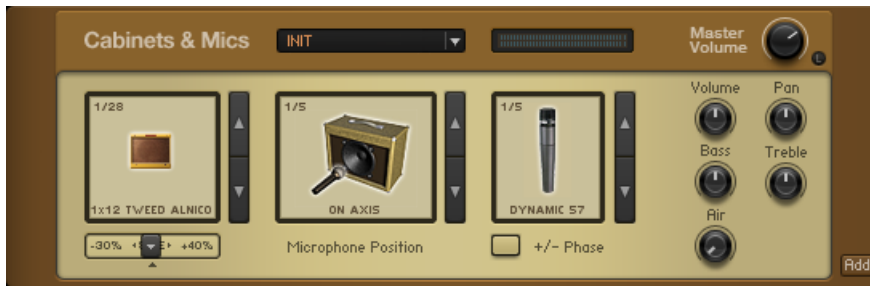 Cabinets & Mics
INIT
Master
Volume
L
1/28
1x12 TWEED ALNICO
1/5
ON AXIS
1/5
DYNAMIC 57
Volume
Pan
Bass
Treble
Air
-30%
+40%
Microphone Position
+/- Phase
Add